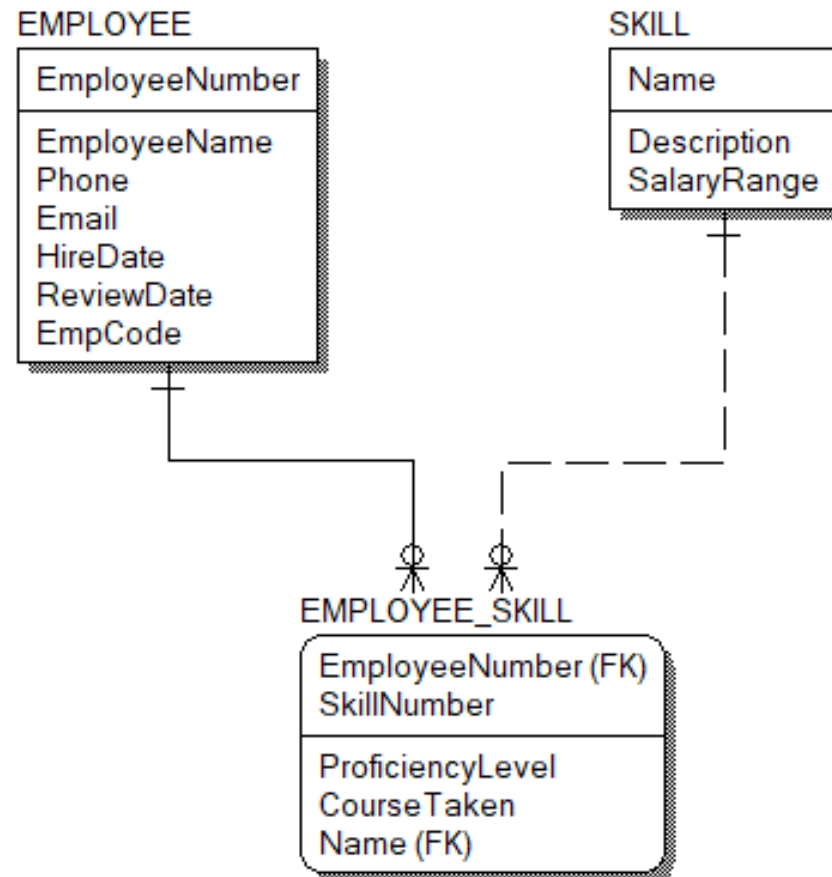 EMPLOYEE
EmployeeNumber
EmployeeName
Phone
Email
HireDate
ReviewDate
EmpCode
SKILL
Name
Description
SalaryRange
EMPLOYEE_SKILL
EmployeeNumber (FK)
SkillNumber
ProficiencyLevel
CourseTaken
Name (FK)